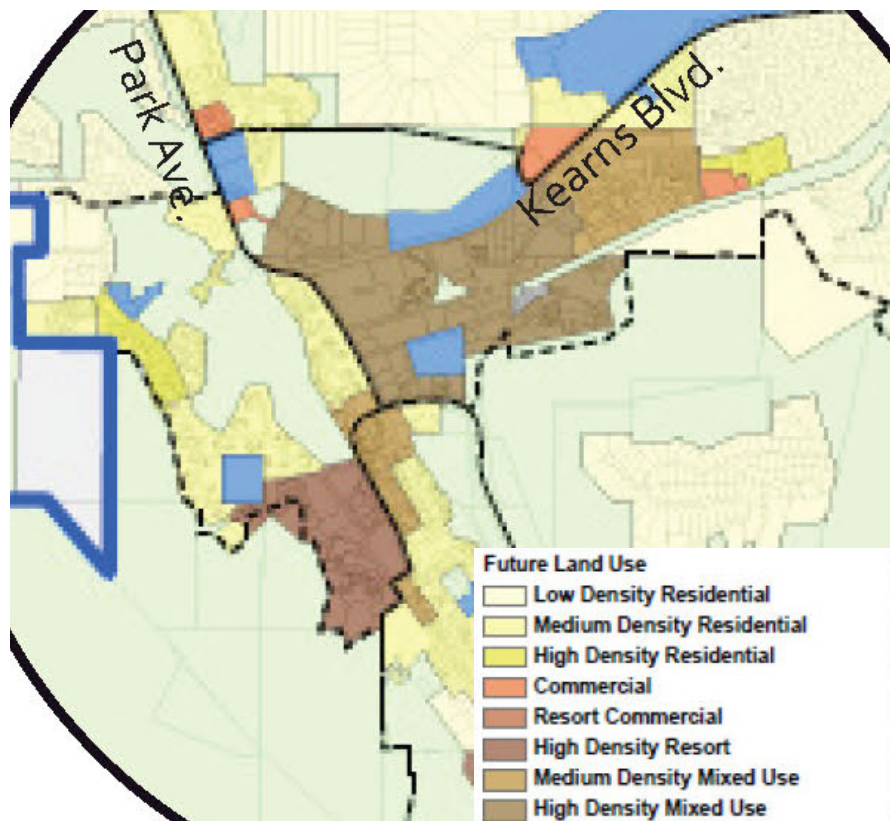 Park Ave.
Kearns Blvd.
Future Land Use
Low Density Residential
Medium Density Residential
High Density Residential
Commercial
Resort Commercial
High Density Resort
Medium Density Mixed Use
High Density Mixed Use